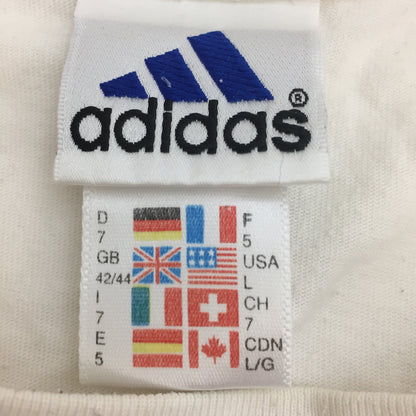 adidas®
D
7
GB
42/44
I
7
E
5
F
5
USA
L
CH
7
CDN
L/G